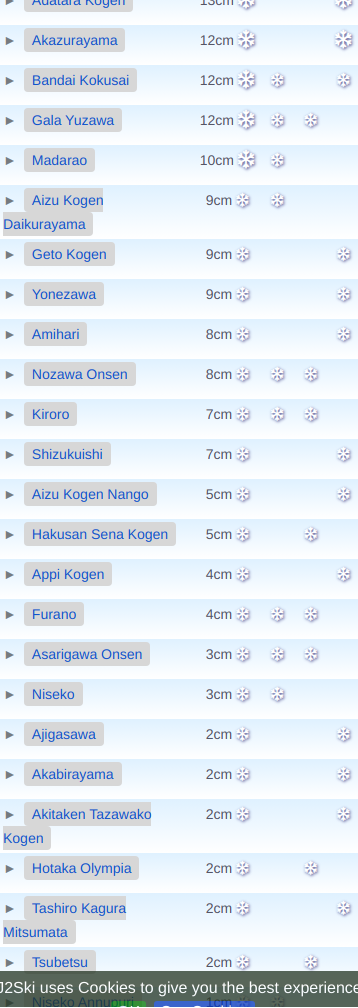 Adatara Kogen 13cm
► Akazurayama 12cm
► Bandai Kokusai 12cm
► Gala Yuzawa 12cm
► Madarao 10cm
► Aizu Kogen 9cm
Daikurayama
► Geto Kogen 9cm
► Yonezawa 9cm
► Amihari 8cm
► Nozawa Onsen 8cm
► Kiroro 7cm
► Shizukuishi 7cm
► Aizu Kogen Nango 5cm
► Hakusan Sena Kogen 5cm
► Appi Kogen 4cm
► Furano 4cm
► Asarigawa Onsen 3cm
► Niseko 3cm
► Ajigasawa 2cm
► Akabirayama 2cm
► Akitaken Tazawako 2cm
Kogen
► Hotaka Olympia 2cm
► Tashiro Kagura 2cm
Mitsumata
► Tsubetsu 2cm
J2Ski uses Cookies to give you the best experience
Niseko Annupuri 1cm